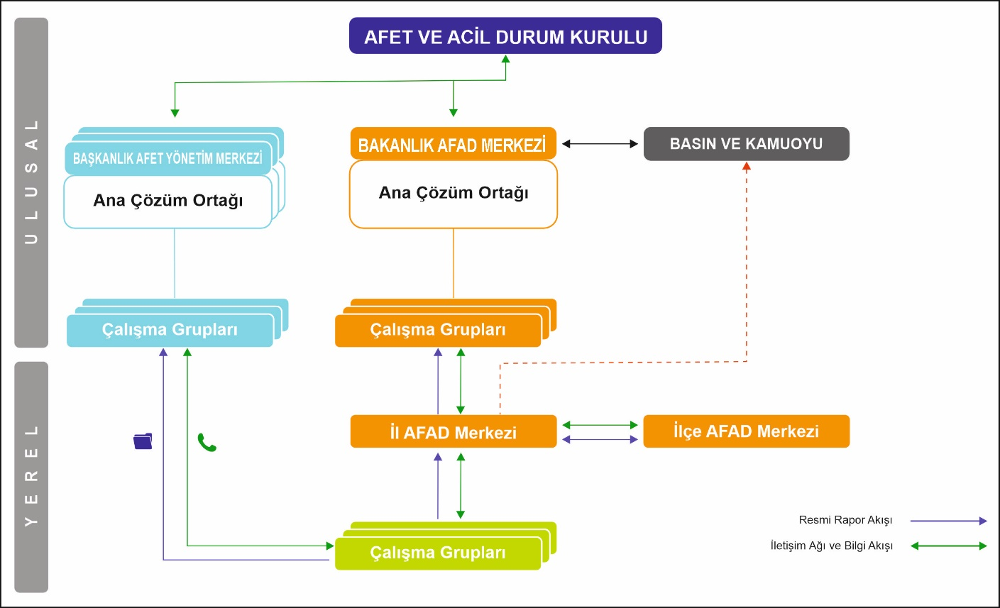 AFET VE ACİL DURUM KURULU
ULUSAL
BAŞKANLIK AFET YÖNETİM MERKEZİ
Ana Çözüm Ortağı
BAKANLIK AFAD MERKEZİ
Ana Çözüm Ortağı
BASIN VE KAMUOYU
Çalışma Grupları
Çalışma Grupları
YEREL
İl AFAD Merkezi
İlçe AFAD Merkezi
Çalışma Grupları
Resmi Rapor Akışı
İletişim Ağı ve Bilgi Akışı